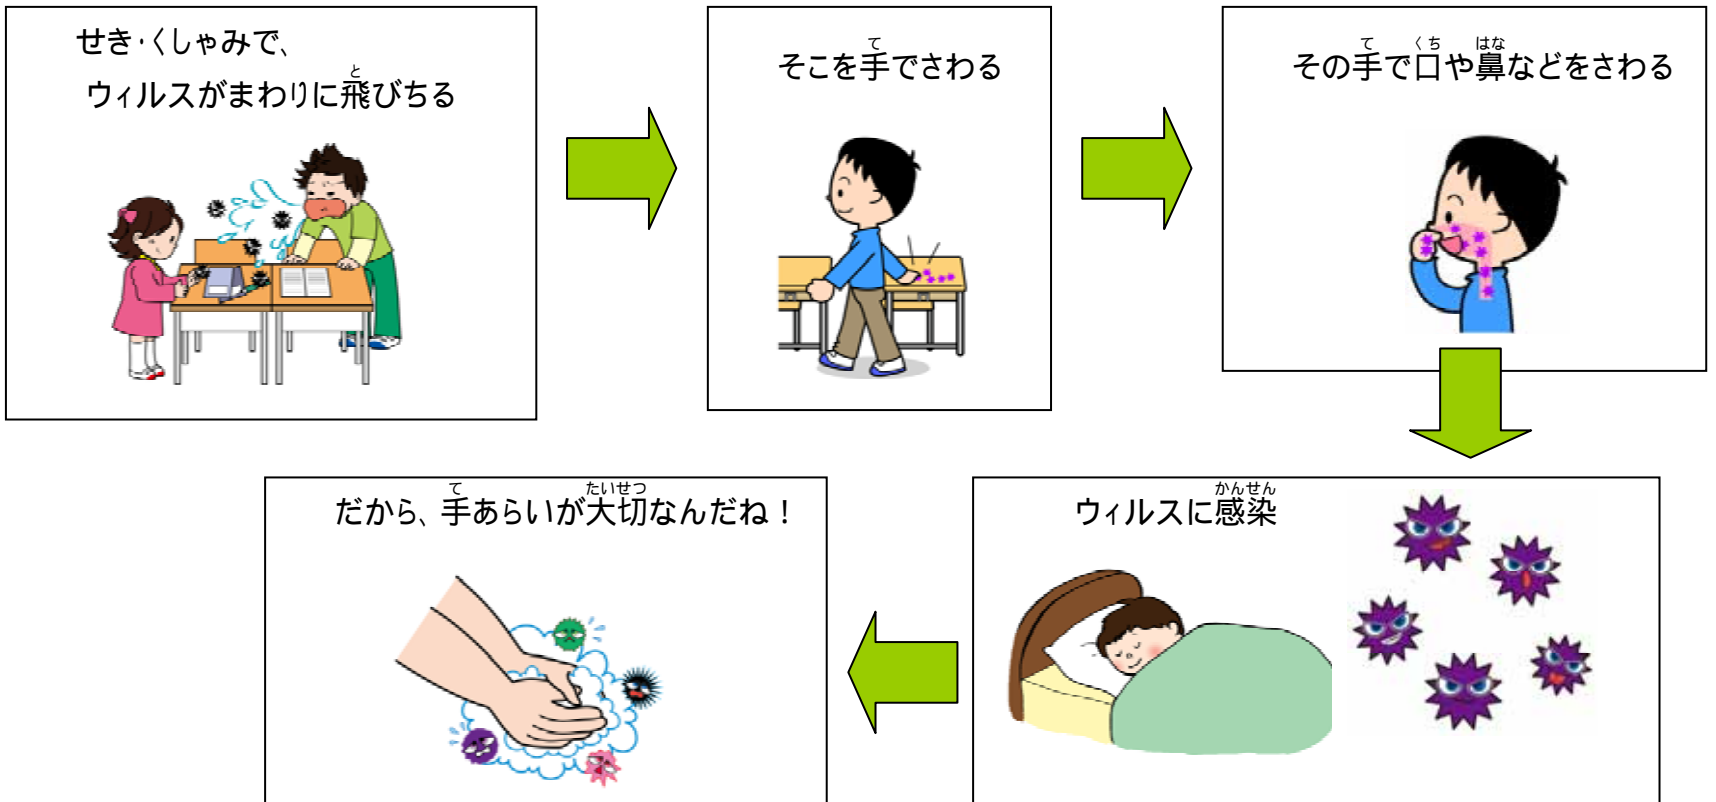 せき・くしゃみで、
ウィルスがまわりに飛びちる
そこを手でさわる
その手で口や鼻などをさわる
ウィルスに感染
だから、手あらいが大切なんだね！